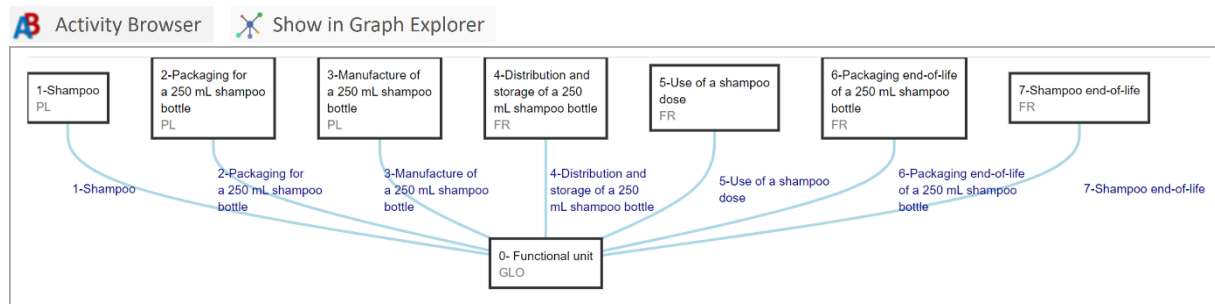 AB Activity Browser
Show in Graph Explorer
1-Shampoo
PL
2-Packaging for
a 250 mL shampoo
bottle
PL
3-Manufacture of
a 250 mL shampoo
bottle
PL
4-Distribution and
storage of a 250
mL shampoo bottle
FR
5-Use of a shampoo
dose
FR
6-Packaging end-of-life
of a 250 mL shampoo
bottle
FR
7-Shampoo end-of-life
FR
1-Shampoo
2-Packaging for
a 250 mL shampoo
bottle
3-Manufacture of
a 250 mL shampoo
bottle
4-Distribution and
storage of a 250
mL shampoo bottle
5-Use of a shampoo
dose
6-Packaging end-of-life
of a 250 mL shampoo
bottle
7-Shampoo end-of-life
0- Functional unit
GLO